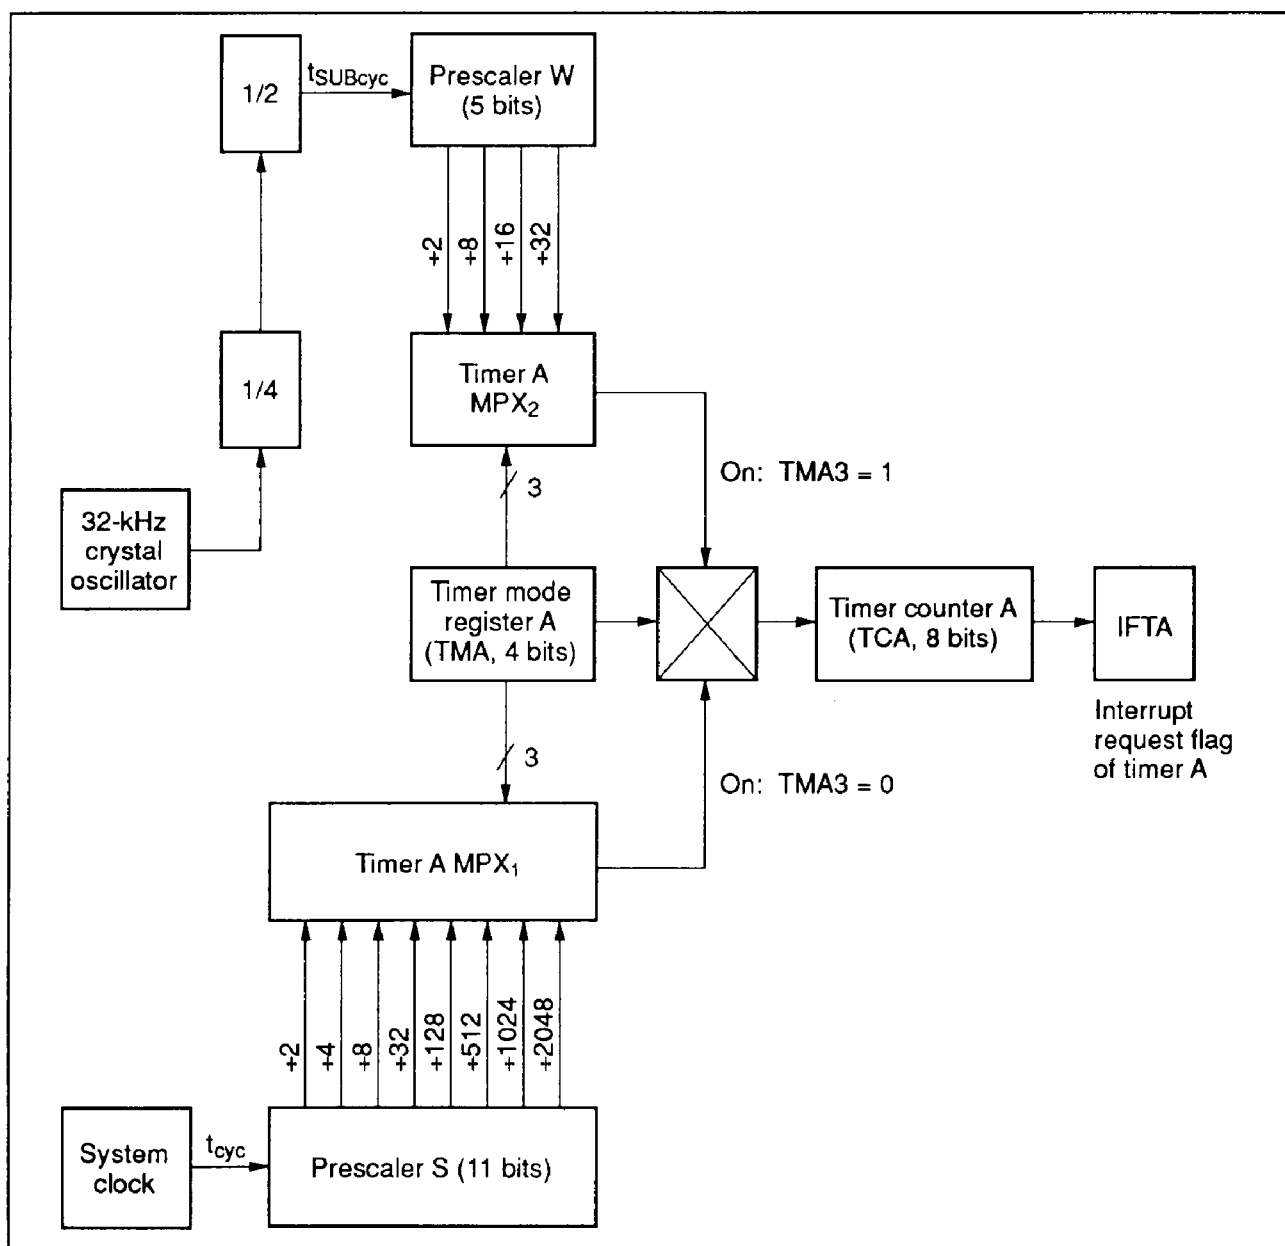 1/2
tSUBcyc
Prescaler W
(5 bits)
÷2
÷8
÷16
÷32
1/4
Timer A
MPX2
3
On: TMA3 = 1
32-kHz
crystal
oscillator
Timer mode
register A
(TMA, 4 bits)
Timer counter A
(TCA, 8 bits)
IFTA
Interrupt
request flag
of timer A
3
On: TMA3 = 0
Timer A MPX1
÷2
÷4
÷8
÷32
÷128
÷512
÷1024
÷2048
System
clock
tcyc
Prescaler S (11 bits)